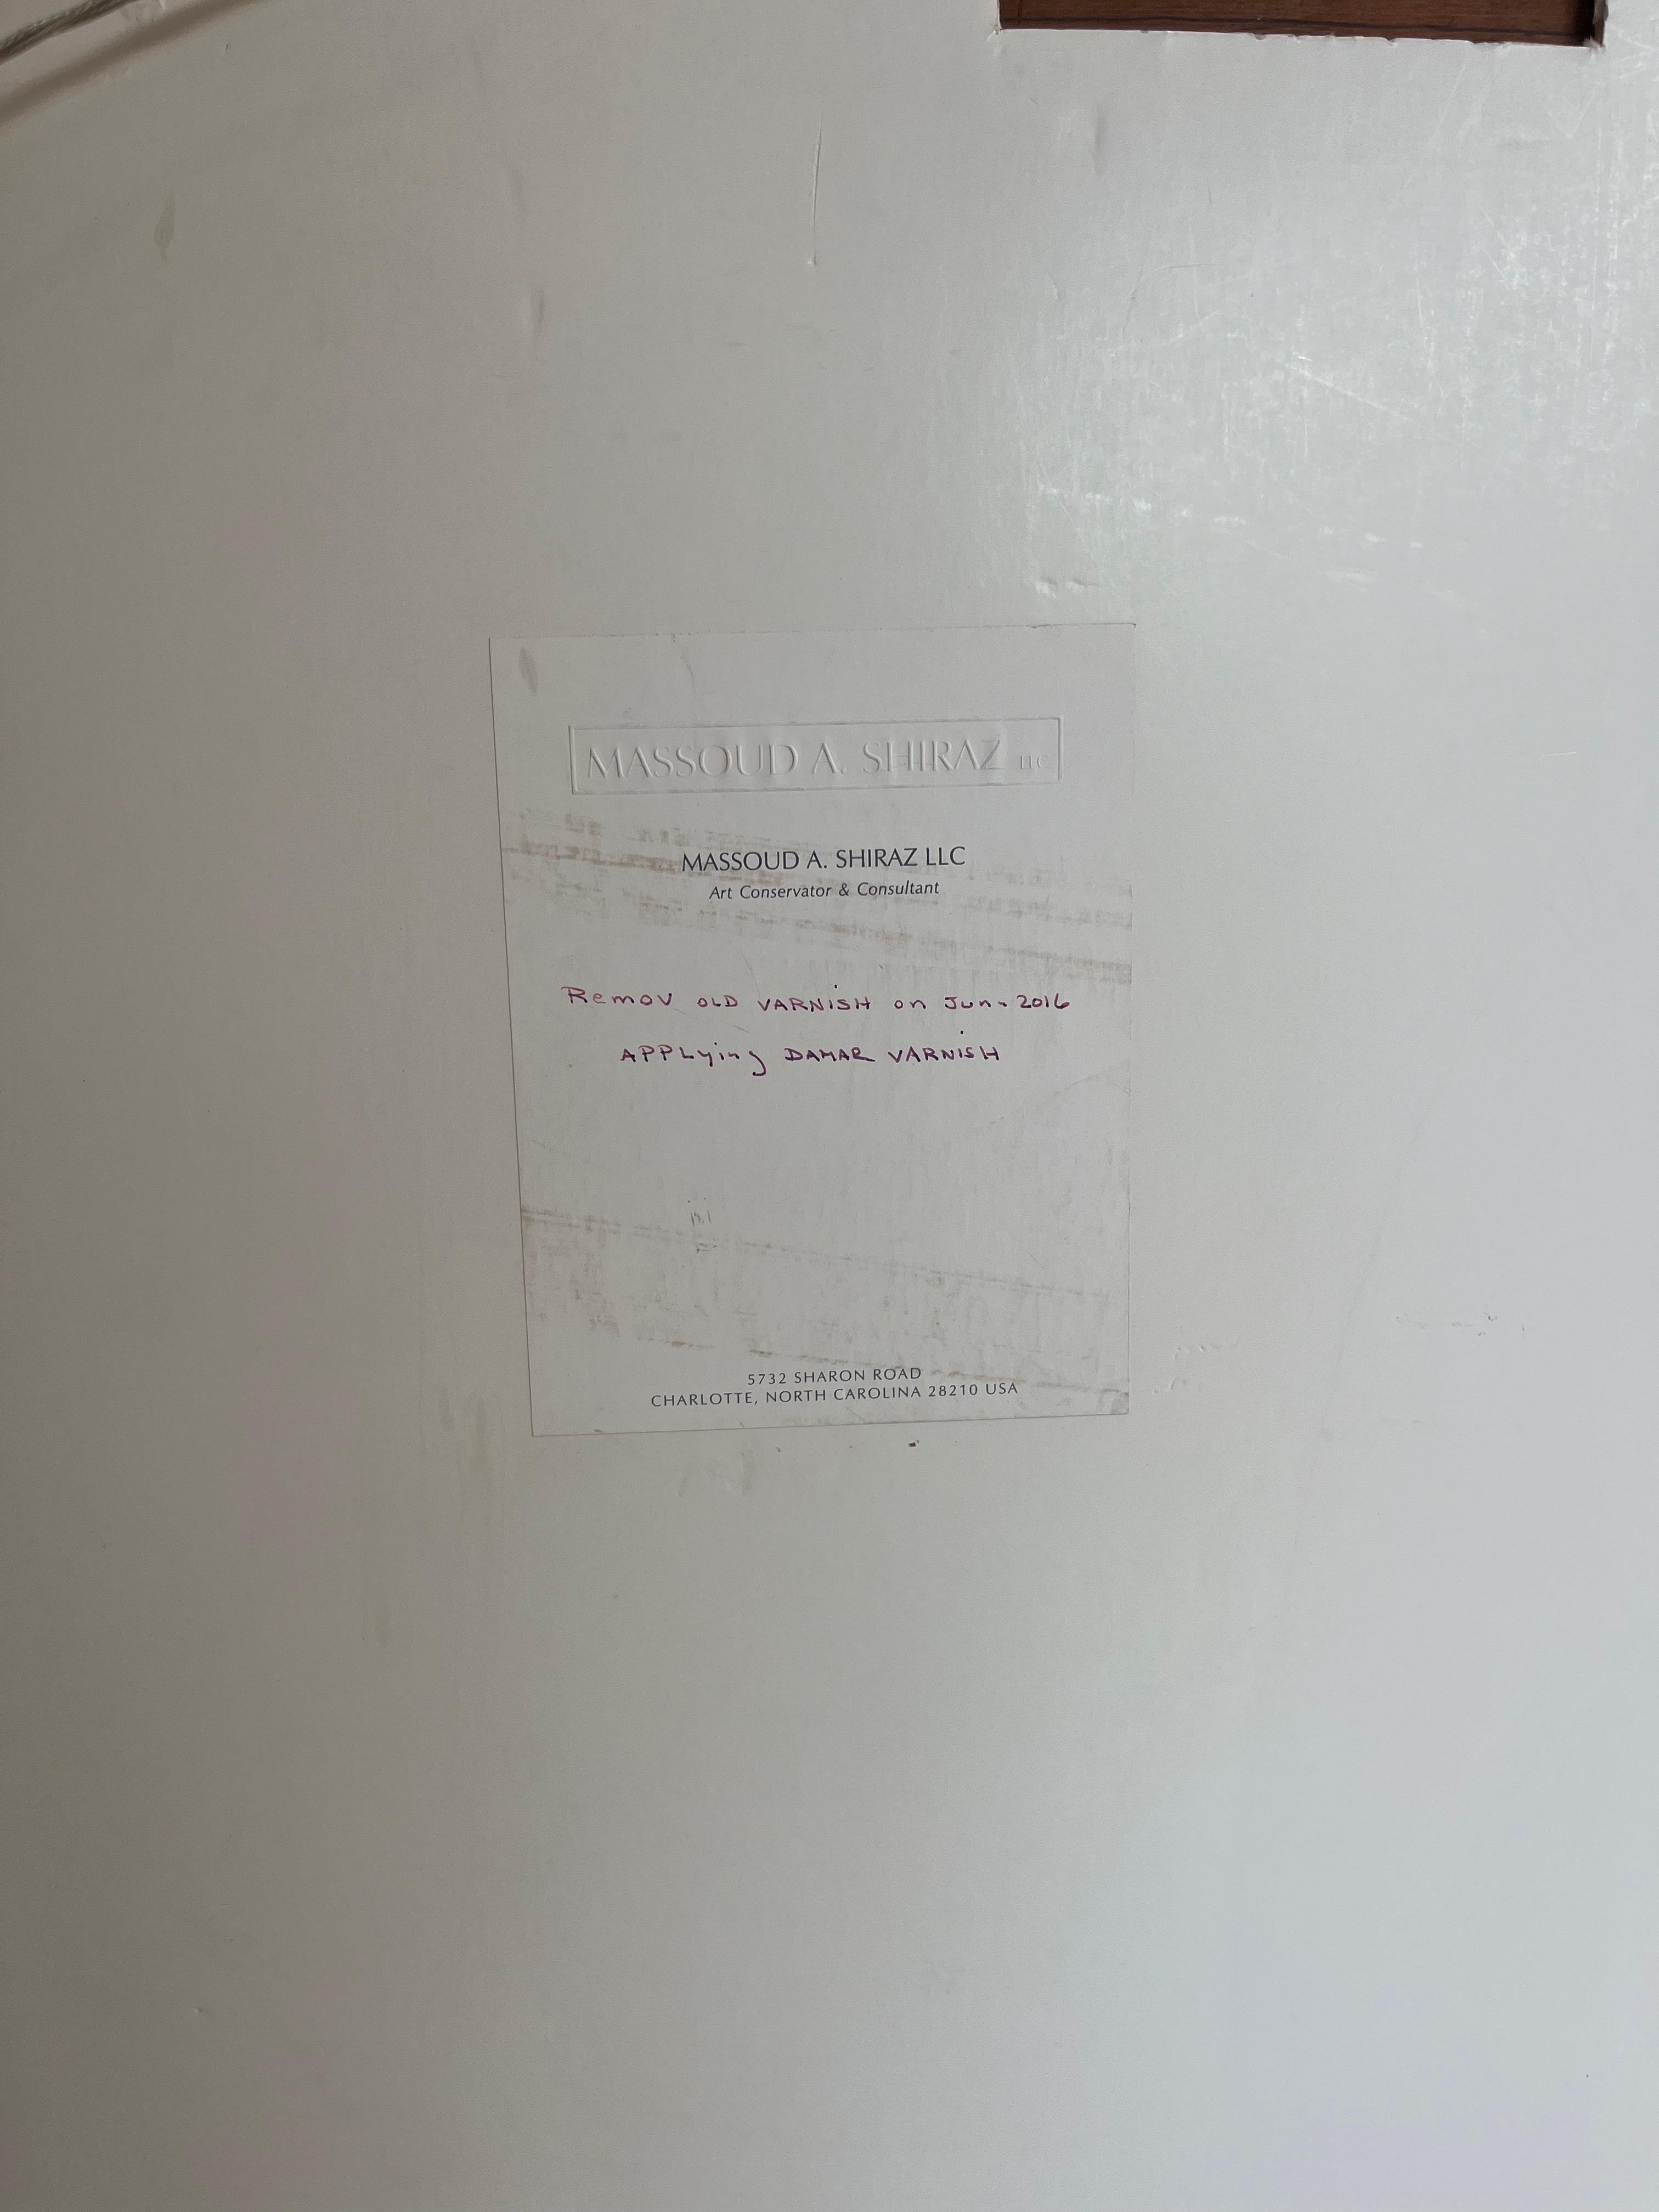 MASSOUD A. SHIRAZ LLC
MASSOUD A. SHIRAZ LLC
Art Conservator & Consultant
Remov OLD VARNISH on Jun. 2016
APPLying DAMAR VARNISH
5732 SHARON ROAD
CHARLOTTE, NORTH CAROLINA 28210 USA